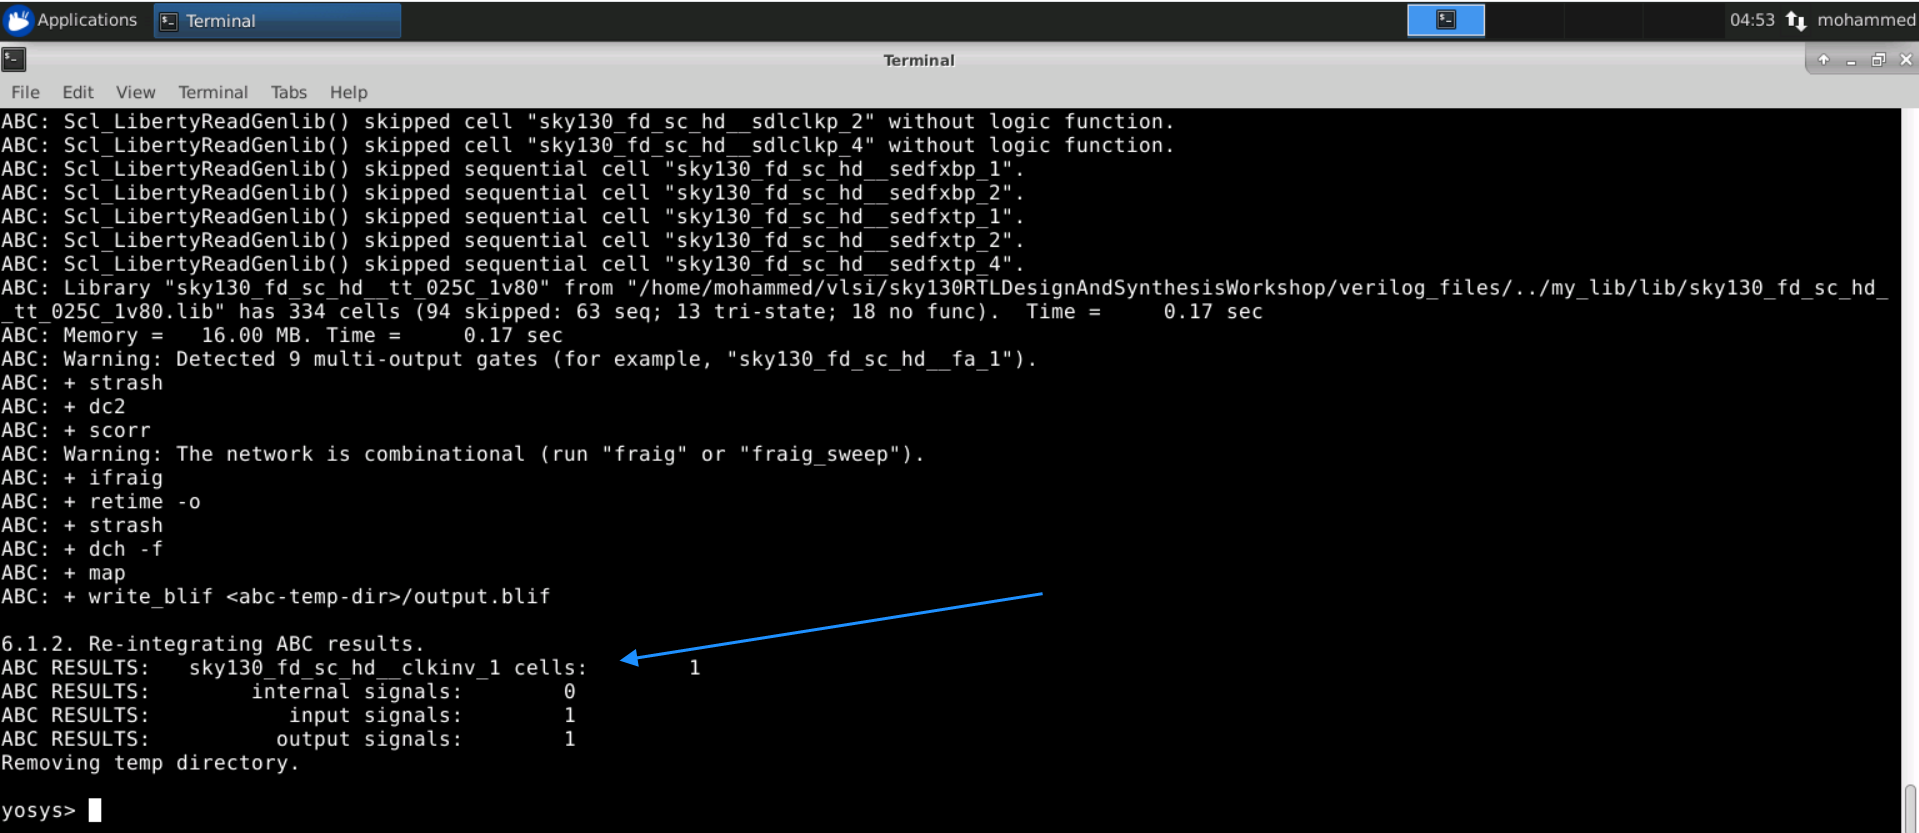 Applications Terminal 04:53 mohammed
Terminal
File Edit View Terminal Tabs Help
ABC: Scl_LibertyReadGenlib() skipped cell "sky130_fd_sc_hd__sdlclkp_2" without logic function.
ABC: Scl_LibertyReadGenlib() skipped cell "sky130_fd_sc_hd__sdlclkp_4" without logic function.
ABC: Scl_LibertyReadGenlib() skipped sequential cell "sky130_fd_sc_hd__sedfxbp_1".
ABC: Scl_LibertyReadGenlib() skipped sequential cell "sky130_fd_sc_hd__sedfxbp_2".
ABC: Scl_LibertyReadGenlib() skipped sequential cell "sky130_fd_sc_hd__sedfxtp_1".
ABC: Scl_LibertyReadGenlib() skipped sequential cell "sky130_fd_sc_hd__sedfxtp_2".
ABC: Scl_LibertyReadGenlib() skipped sequential cell "sky130_fd_sc_hd__sedfxtp_4".
ABC: Library "sky130_fd_sc_hd__tt_025C_1v80" from "/home/mohammed/vlsi/sky130RTLDesignAndSynthesisWorkshop/verilog_files/../my_lib/lib/sky130_fd_sc_hd_
_tt_025C_1v80.lib" has 334 cells (94 skipped: 63 seq; 13 tri-state; 18 no func).  Time =     0.17 sec
ABC: Memory =   16.00 MB. Time =     0.17 sec
ABC: Warning: Detected 9 multi-output gates (for example, "sky130_fd_sc_hd__fa_1").
ABC: + strash
ABC: + dc2
ABC: + scorr
ABC: Warning: The network is combinational (run "fraig" or "fraig_sweep").
ABC: + ifraig
ABC: + retime -o
ABC: + strash
ABC: + dch -f
ABC: + map
ABC: + write_blif <abc-temp-dir>/output.blif
6.1.2. Re-integrating ABC results.
ABC RESULTS:   sky130_fd_sc_hd__clkinv_1 cells:        1
ABC RESULTS:        internal signals:        0
ABC RESULTS:           input signals:        1
ABC RESULTS:          output signals:        1
Removing temp directory.
yosys>